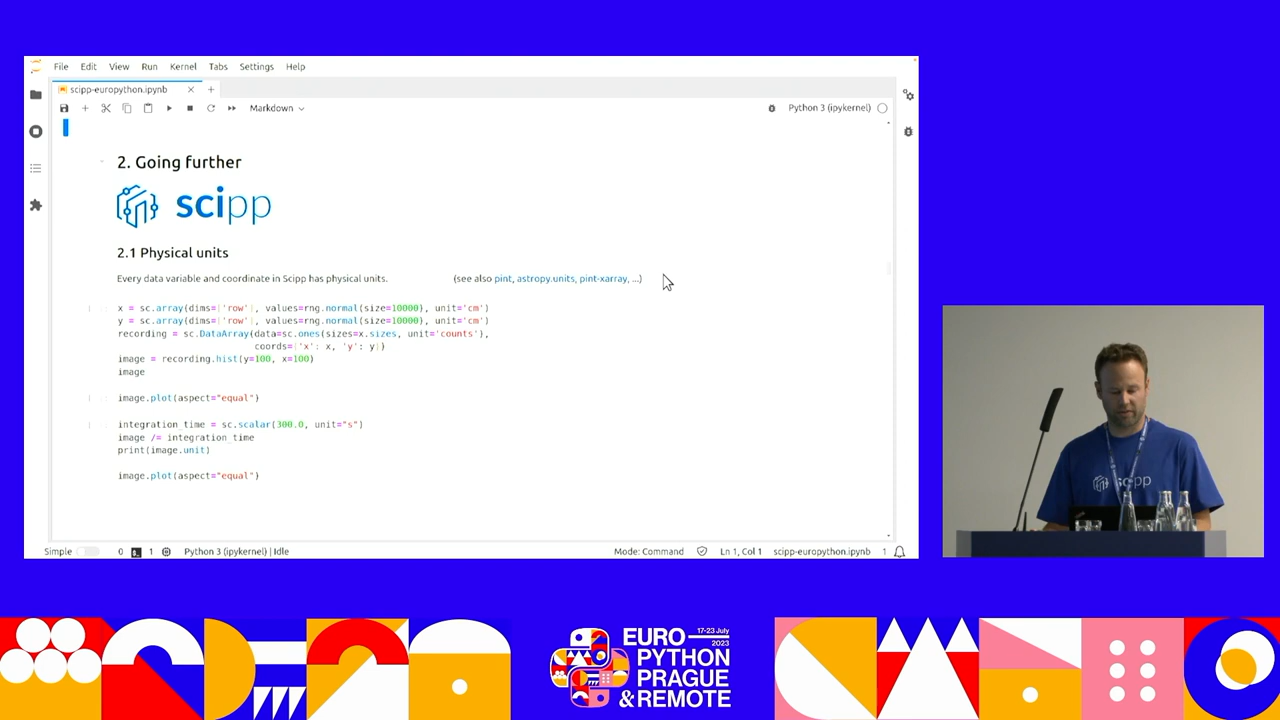 File Edit View Run Kernel Tabs Settings Help
scipp-europython.ipynb
Markdown
Python 3 (ipykernel)
2. Going further
scipp
2.1 Physical units
Every data variable and coordinate in Scipp has physical units. (see also pint, astropy.units, pint-xarray, ...)
x = sc.array(dims=['row'], values=rng.normal(size=10000), unit='cm')
y = sc.array(dims=['row'], values=rng.normal(size=10000), unit='cm')
recording = sc.DataArray(data=sc.ones(sizes=x.sizes, unit='counts'),
coords={'x': x, 'y': y})
image = recording.hist(y=100, x=100)
image
image.plot(aspect="equal")
integration_time = sc.scalar(300.0, unit="s")
image /= integration_time
print(image.unit)
image.plot(aspect="equal")
Simple 0 1 Python 3 (ipykernel) | Idle Mode: Command Ln 1, Col 1 scipp-europython.ipynb 1
scipp
17-23 July
2023
EURO
PYTHON
PRAGUE
& REMOTE